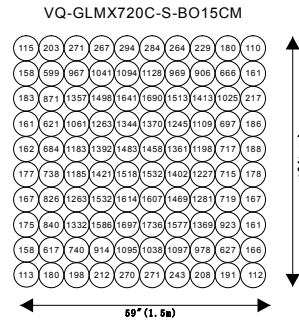 VQ-GLMX720C-S-BO15CM
115 203 271 267 294 284 264 229 180 110
158 599 967 1041 1094 1128 969 906 666 161
183 871 1357 1498 1641 1690 1513 1413 1025 217
161 621 1061 1263 1344 1370 1245 1109 697 186
162 684 1183 1392 1483 1458 1361 1198 717 188
177 738 1185 1421 1518 1532 1402 1227 715 178
167 826 1263 1532 1614 1607 1469 1281 719 167
175 840 1332 1586 1697 1736 1577 1369 923 161
158 617 740 914 1095 1038 1097 978 627 166
113 180 198 212 270 271 243 208 191 112
59"(1.5m)